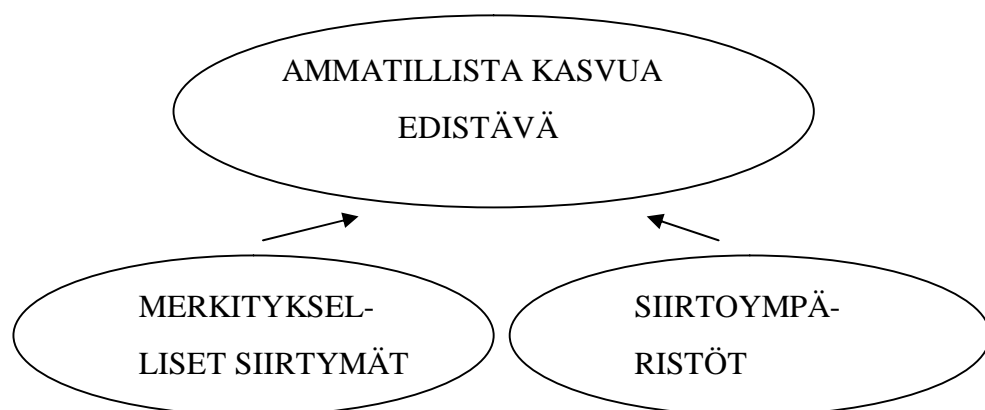 AMMATILLISTA KASVUA
EDISTÄVÄ
MERKITYKSEL-
LISET SIIRTYMÄT
SIIRTOYMPÄ-
RISTÖT